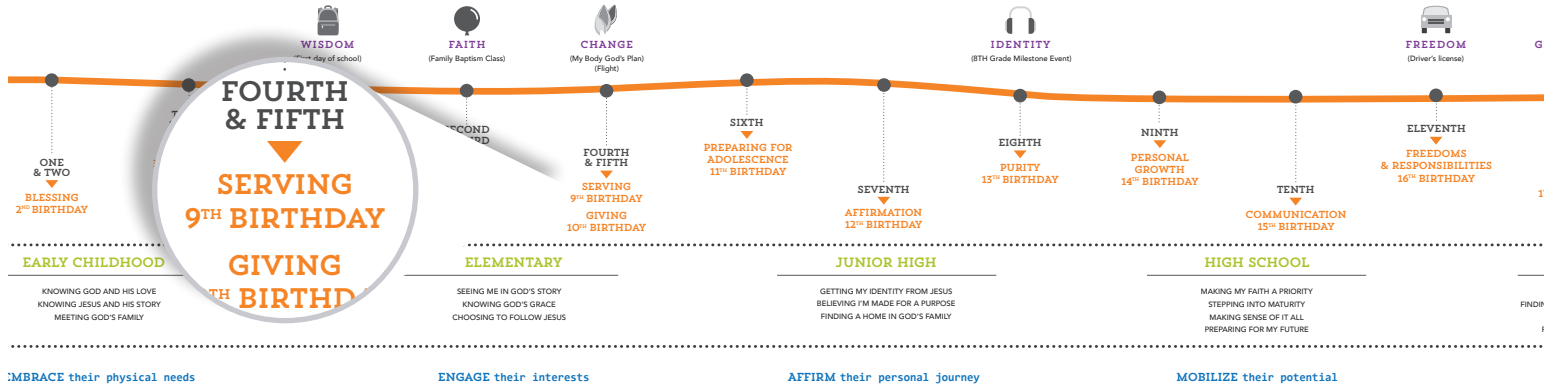 WISDOM
day of school)
FAITH
(Family Baptism Class)
CHANGE
(My Body God's Plan)
(Flight)
IDENTITY
(8TH Grade Milestone Event)
FREEDOM
(Driver's license)
ONE
& TWO
BLESSING
2ND BIRTHDAY
FOURTH
& FIFTH
SERVING
9TH BIRTHDAY
GIVING
FOURTH
& FIFTH
SERVING
9TH BIRTHDAY
GIVING
10TH BIRTHDAY
SIXTH
PREPARING FOR
ADOLESCENCE
11TH BIRTHDAY
SEVENTH
AFFIRMATION
12TH BIRTHDAY
EIGHTH
PURITY
13TH BIRTHDAY
NINTH
PERSONAL
GROWTH
14TH BIRTHDAY
TENTH
COMMUNICATION
15TH BIRTHDAY
ELEVENTH
FREEDOMS
& RESPONSIBILITIES
16TH BIRTHDAY
EARLY CHILDHOOD
KNOWING GOD AND HIS LOVE
KNOWING JESUS AND HIS STORY
MEETING GOD'S FAMILY
ELEMENTARY
SEEING ME IN GOD'S STORY
KNOWING GOD'S GRACE
CHOOSING TO FOLLOW JESUS
JUNIOR HIGH
GETTING MY IDENTITY FROM JESUS
BELIEVING I'M MADE FOR A PURPOSE
FINDING A HOME IN GOD'S FAMILY
HIGH SCHOOL
MAKING MY FAITH A PRIORITY
STEPPING INTO MATURITY
MAKING SENSE OF IT ALL
PREPARING FOR MY FUTURE
EMBRACE their physical needs
ENGAGE their interests
AFFIRM their personal journey
MOBILIZE their potential